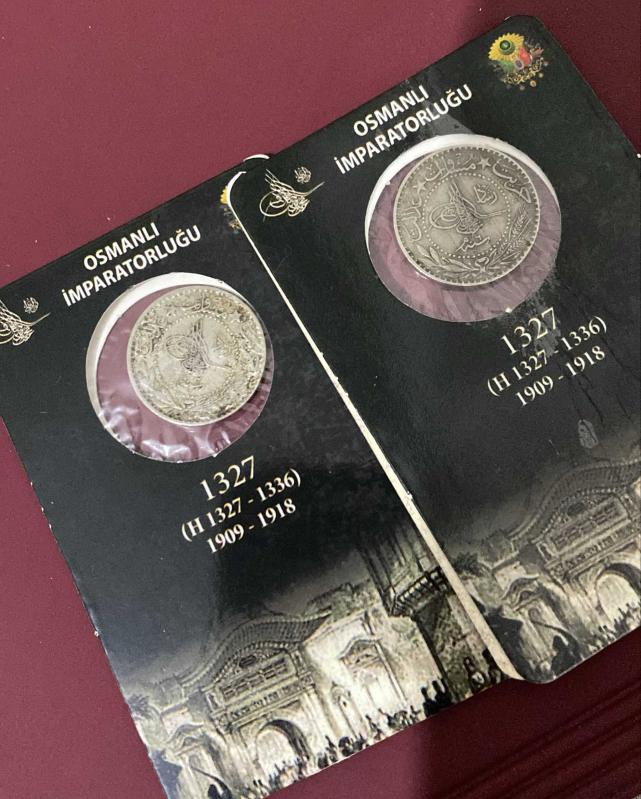 OSMANLI
İMPARATORLUĞU
1327
(H 1327 - 1336)
1909 - 1918
OSMANLI
İMPARATORLUĞU
1327
(H 1327 - 1336)
1909 - 1918